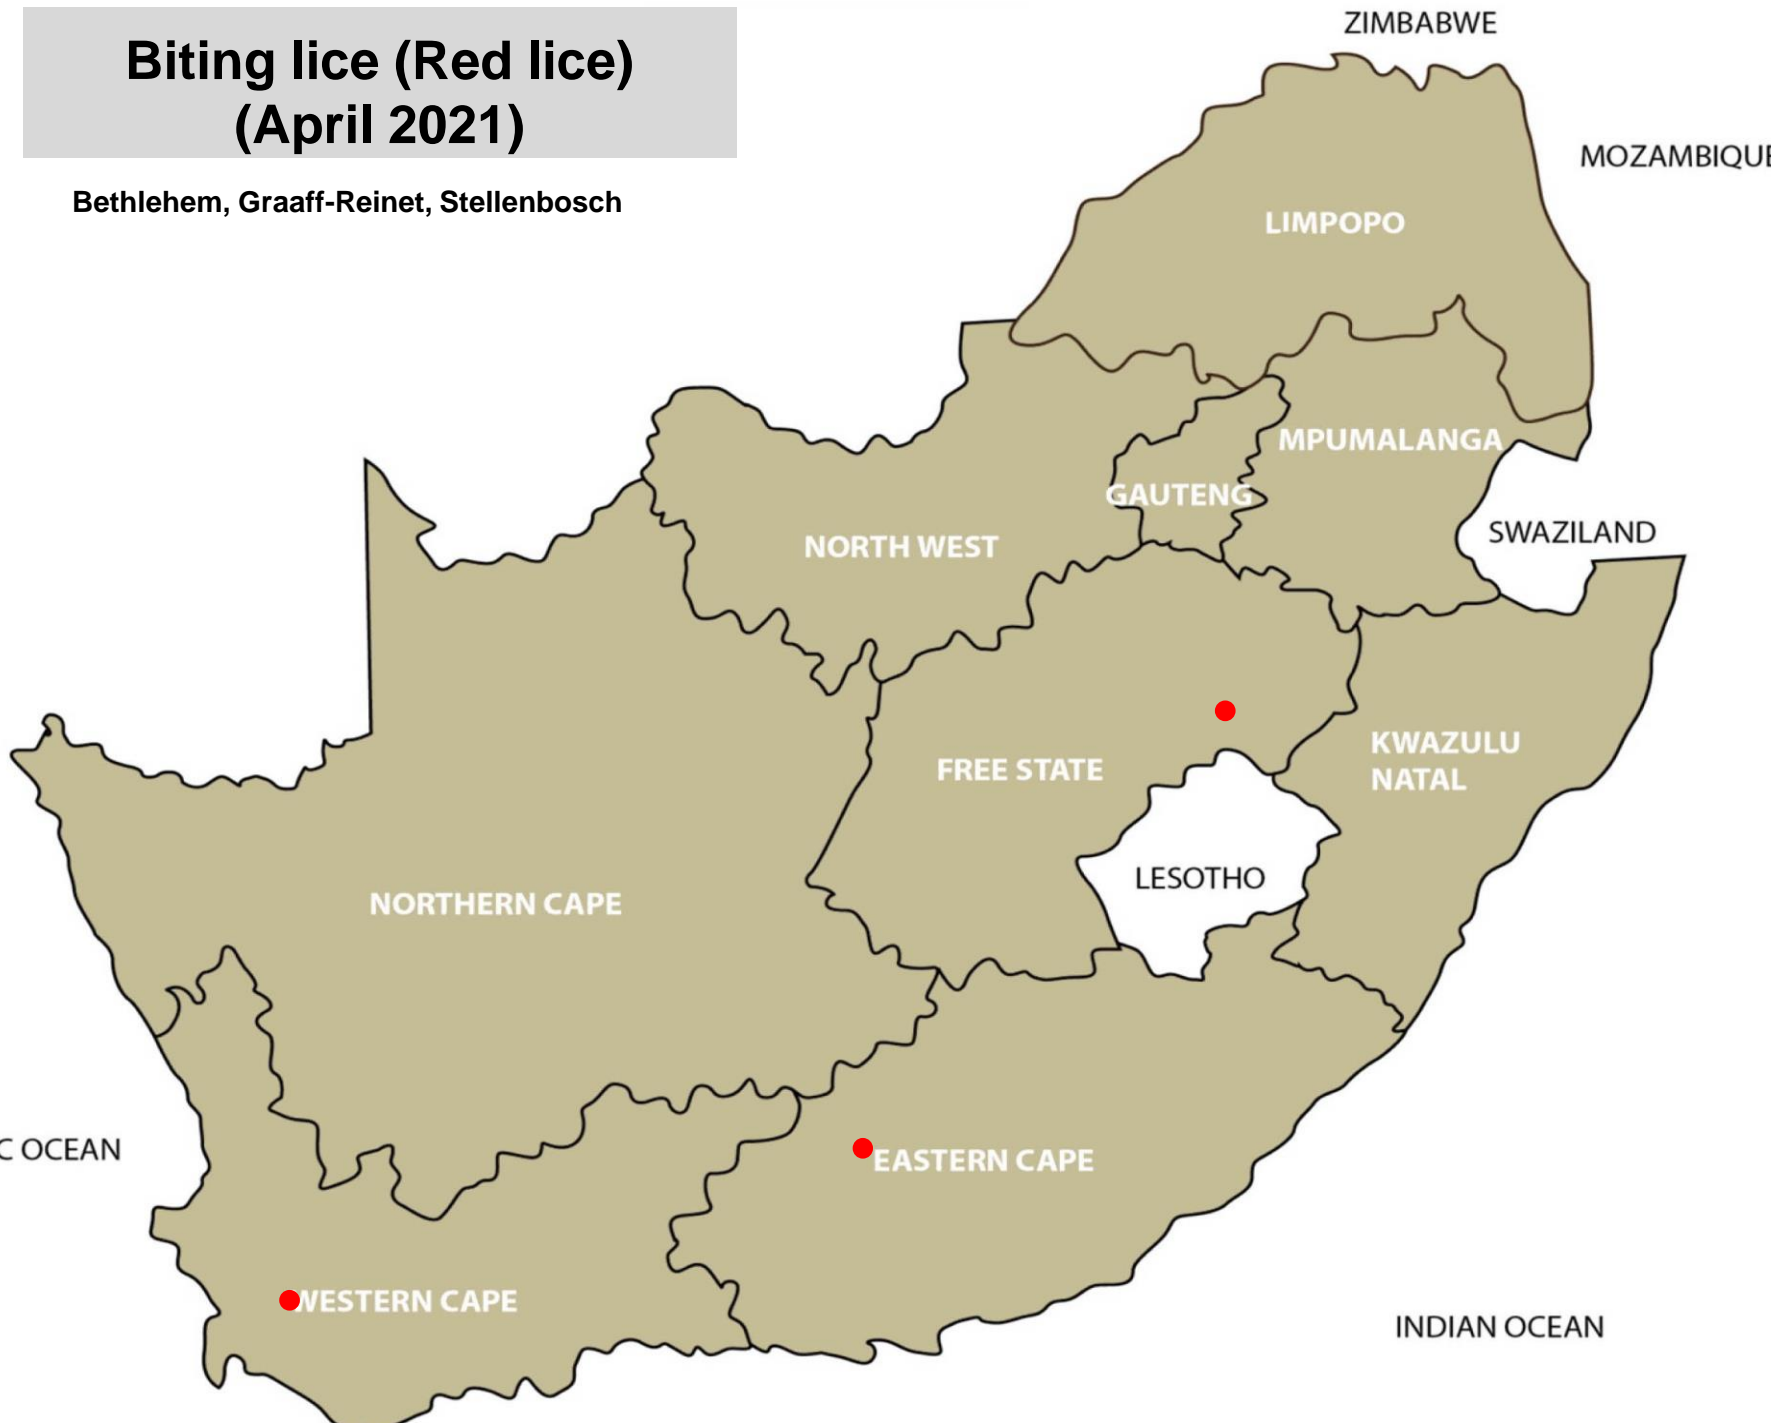 Biting lice (Red lice)
(April 2021)
Bethlehem, Graaff-Reinet, Stellenbosch
ZIMBABWE
MOZAMBIQUE
LIMPOPO
MPUMALANGA
GAUTENG
SWAZILAND
NORTH WEST
KWAZULU
NATAL
FREE STATE
LESOTHO
NORTHERN CAPE
C OCEAN
EASTERN CAPE
WESTERN CAPE
INDIAN OCEAN